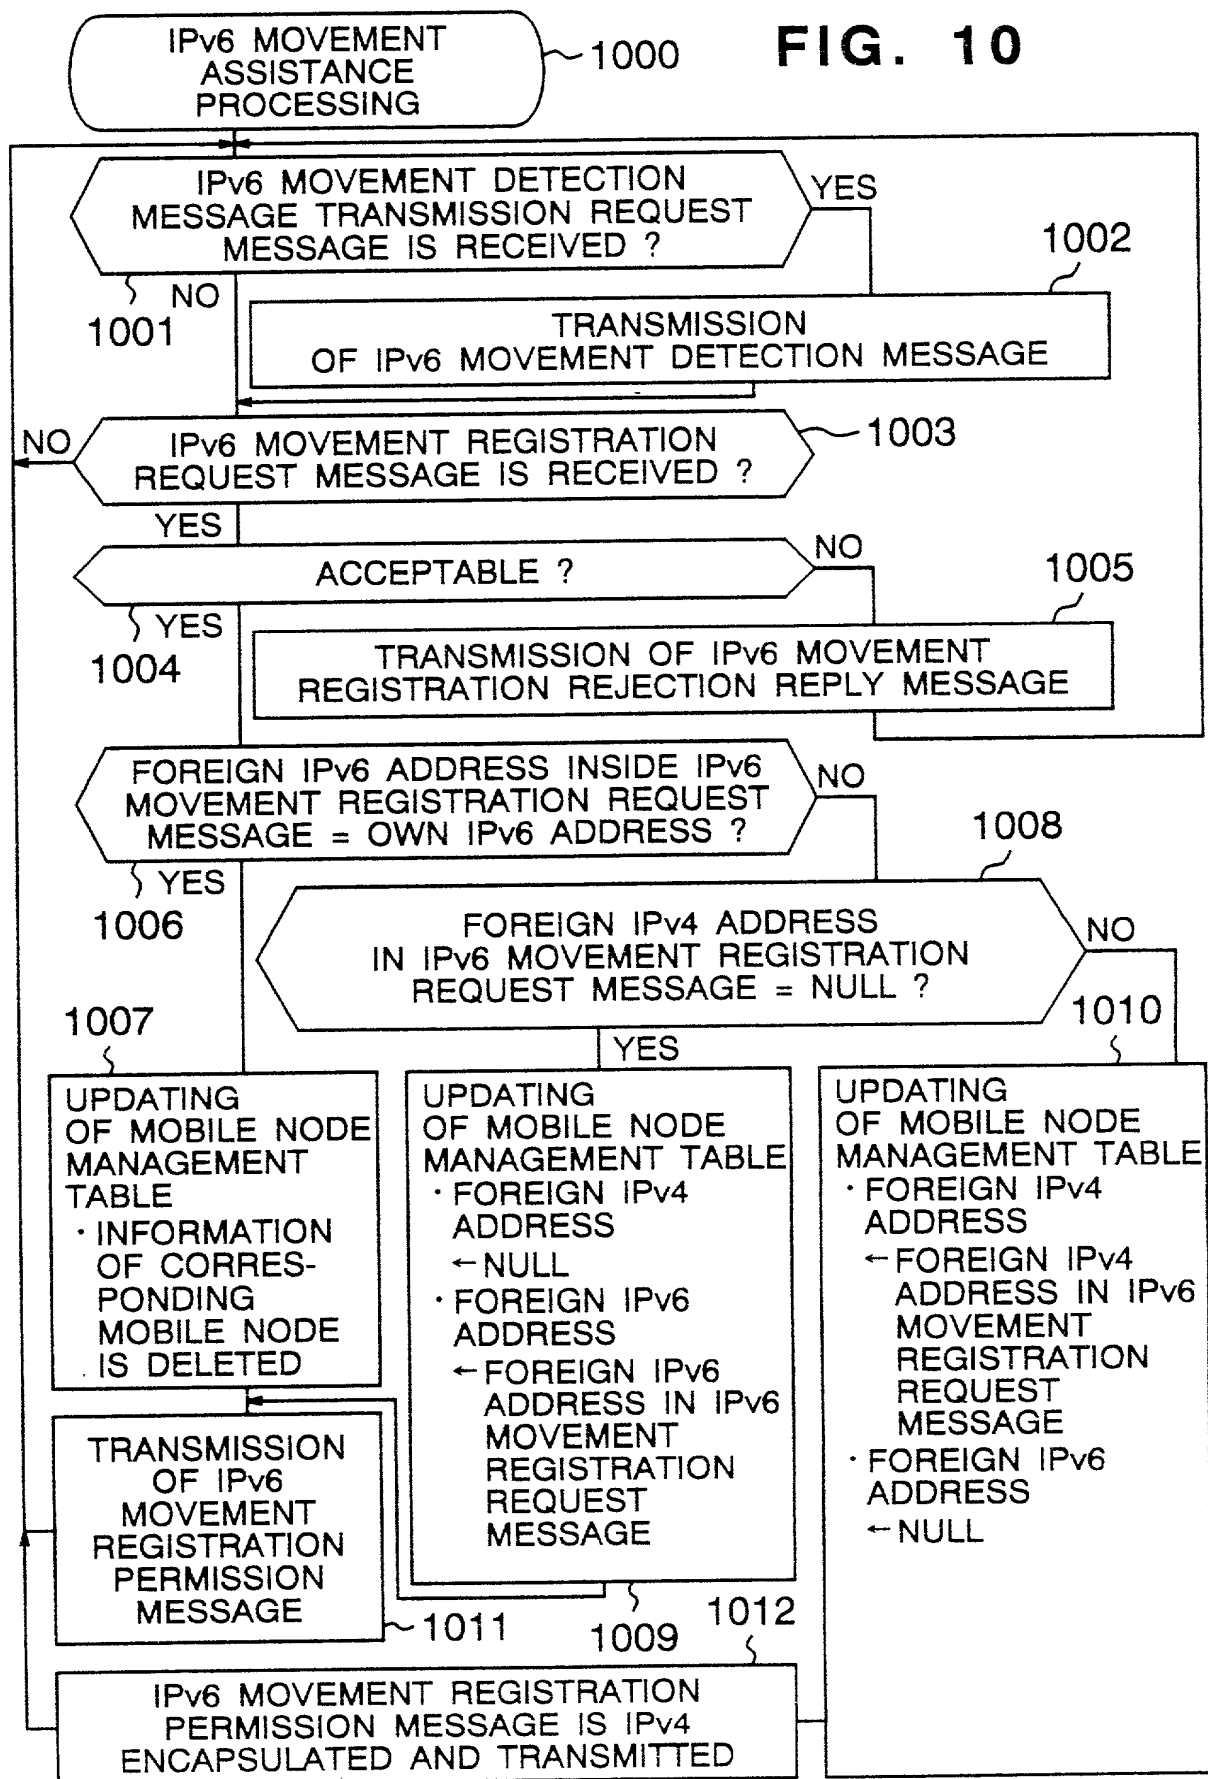 FIG. 10
IPv6 MOVEMENT
ASSISTANCE
PROCESSING
1000
IPv6 MOVEMENT DETECTION
MESSAGE TRANSMISSION REQUEST
MESSAGE IS RECEIVED ?
YES
1001
NO
1002
TRANSMISSION
OF IPv6 MOVEMENT DETECTION MESSAGE
NO
IPv6 MOVEMENT REGISTRATION
REQUEST MESSAGE IS RECEIVED ?
1003
YES
ACCEPTABLE ?
NO
1004
YES
1005
TRANSMISSION OF IPv6 MOVEMENT
REGISTRATION REJECTION REPLY MESSAGE
FOREIGN IPv6 ADDRESS INSIDE IPv6
MOVEMENT REGISTRATION REQUEST
MESSAGE = OWN IPv6 ADDRESS ?
NO
1006
YES
1008
FOREIGN IPv4 ADDRESS
IN IPv6 MOVEMENT REGISTRATION
REQUEST MESSAGE = NULL ?
NO
YES
1007
UPDATING
OF MOBILE NODE
MANAGEMENT
TABLE
· INFORMATION
OF CORRES-
PONDING
MOBILE NODE
IS DELETED
UPDATING
OF MOBILE NODE
MANAGEMENT TABLE
· FOREIGN IPv4
ADDRESS
← NULL
· FOREIGN IPv6
ADDRESS
← FOREIGN IPv6
ADDRESS IN IPv6
MOVEMENT
REGISTRATION
REQUEST
MESSAGE
1009
1010
UPDATING
OF MOBILE NODE
MANAGEMENT TABLE
· FOREIGN IPv4
ADDRESS
← FOREIGN IPv4
ADDRESS IN IPv6
MOVEMENT
REGISTRATION
REQUEST
MESSAGE
· FOREIGN IPv6
ADDRESS
← NULL
TRANSMISSION
OF IPv6
MOVEMENT
REGISTRATION
PERMISSION
MESSAGE
1011
1012
IPv6 MOVEMENT REGISTRATION
PERMISSION MESSAGE IS IPv4
ENCAPSULATED AND TRANSMITTED